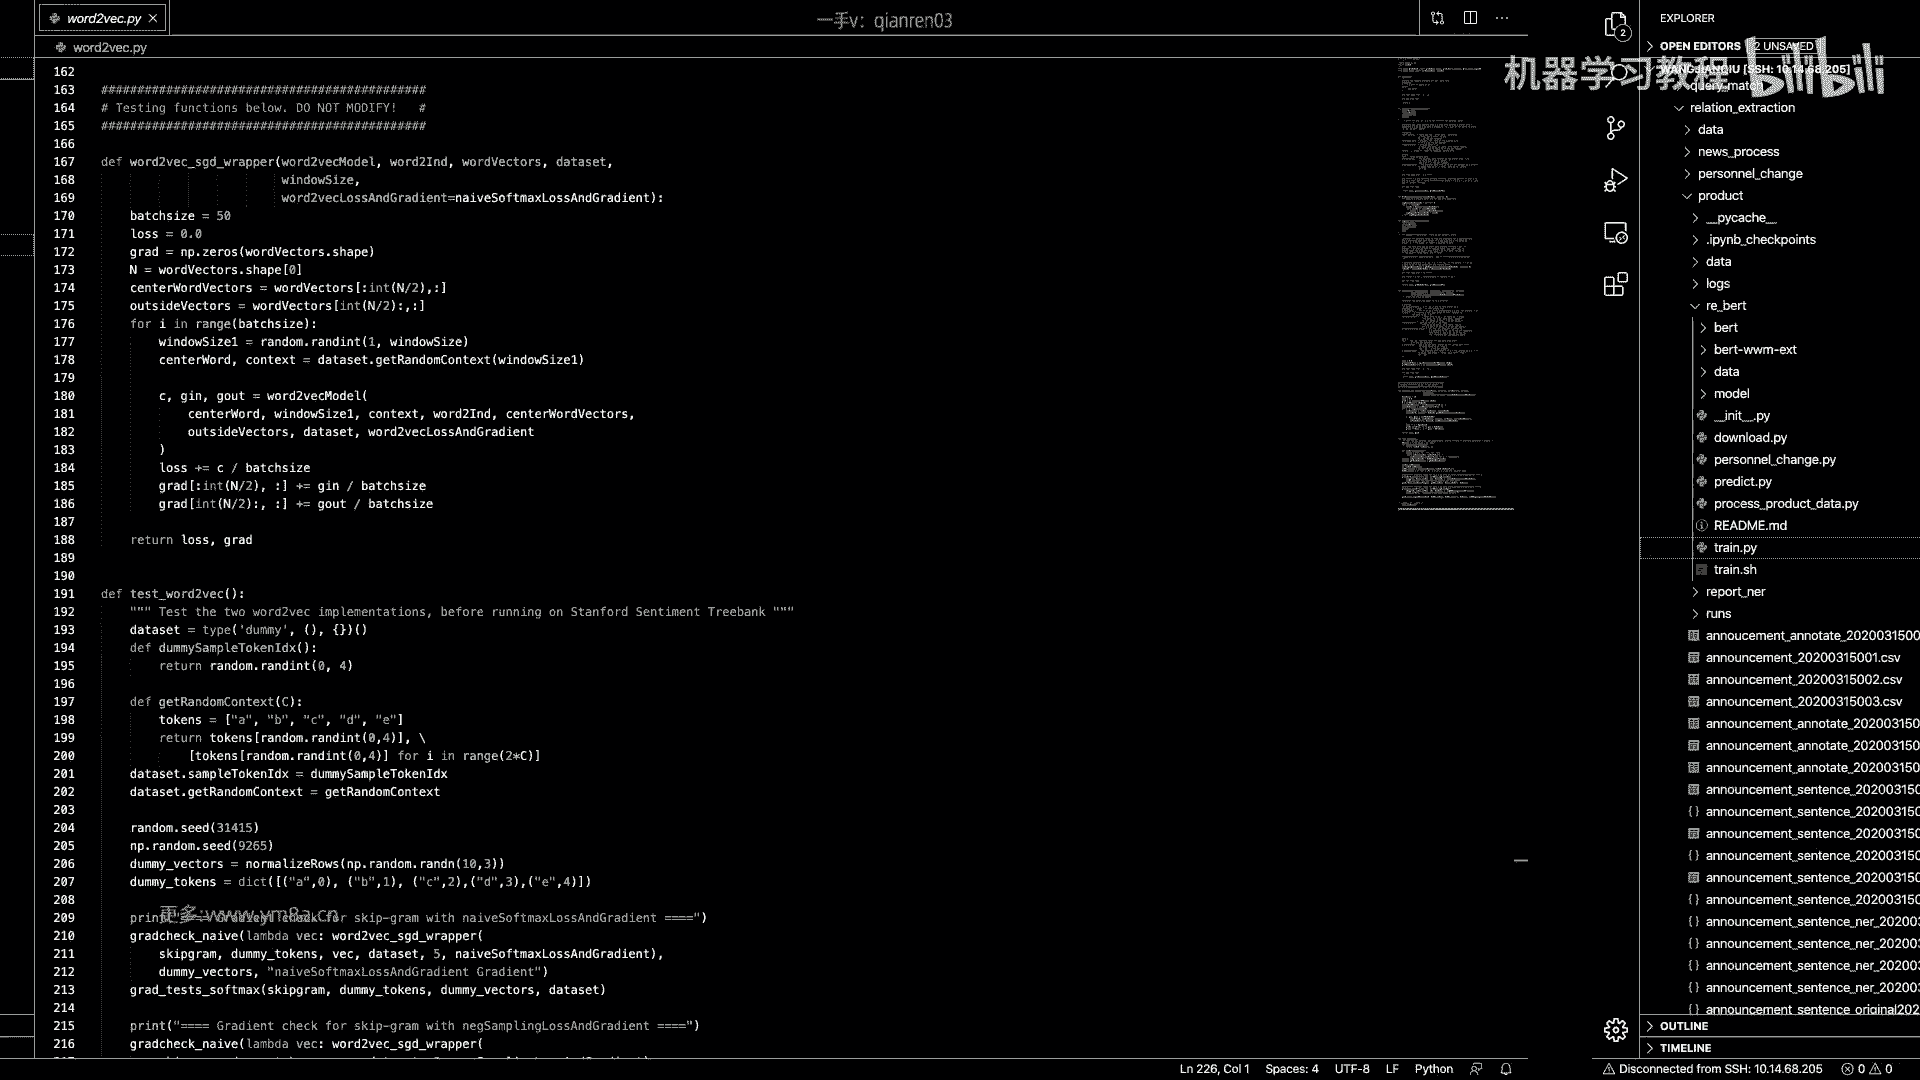 word2vec.py
一手v: qianren03
word2vec.py
162
163 #############################################
164 # Testing functions below. DO NOT MODIFY!   #
165 #############################################
166
167 def word2vec_sgd_wrapper(word2vecModel, word2Ind, wordVectors, dataset,
168                          windowSize,
169                          word2vecLossAndGradient=naiveSoftmaxLossAndGradient):
170     batchsize = 50
171     loss = 0.0
172     grad = np.zeros(wordVectors.shape)
173     N = wordVectors.shape[0]
174     centerWordVectors = wordVectors[:int(N/2),:]
175     outsideVectors = wordVectors[int(N/2):,:]
176     for i in range(batchsize):
177         windowSize1 = random.randint(1, windowSize)
178         centerWord, context = dataset.getRandomContext(windowSize1)
179
180         c, gin, gout = word2vecModel(
181             centerWord, windowSize1, context, word2Ind, centerWordVectors,
182             outsideVectors, dataset, word2vecLossAndGradient
183         )
184         loss += c / batchsize
185         grad[:int(N/2), :] += gin / batchsize
186         grad[int(N/2):, :] += gout / batchsize
187
188     return loss, grad
189
190
191 def test_word2vec():
192     """ Test the two word2vec implementations, before running on Stanford Sentiment Treebank """
193     dataset = type('dummy', (), {})()
194     def dummySampleTokenIdx():
195         return random.randint(0, 4)
196
197     def getRandomContext(C):
198         tokens = ["a", "b", "c", "d", "e"]
199         return tokens[random.randint(0,4)], \
200             [tokens[random.randint(0,4)] for i in range(2*C)]
201     dataset.sampleTokenIdx = dummySampleTokenIdx
202     dataset.getRandomContext = getRandomContext
203
204     random.seed(31415)
205     np.random.seed(9265)
206     dummy_vectors = normalizeRows(np.random.randn(10,3))
207     dummy_tokens = dict([("a",0), ("b",1), ("c",2),("d",3),("e",4)])
208
209     print("==== Gradient check for skip-gram with naiveSoftmaxLossAndGradient ====")
更多:www.ym8a.cn
210     gradcheck_naive(lambda vec: word2vec_sgd_wrapper(
211         skipgram, dummy_tokens, vec, dataset, 5, naiveSoftmaxLossAndGradient),
212         dummy_vectors, "naiveSoftmaxLossAndGradient Gradient")
213     grad_tests_softmax(skipgram, dummy_tokens, dummy_vectors, dataset)
214
215     print("==== Gradient check for skip-gram with negSamplingLossAndGradient ====")
216     gradcheck_naive(lambda vec: word2vec_sgd_wrapper(
2
EXPLORER
OPEN EDITORS 2 UNSAVED
WANGJIANQIU [SSH: 10.14.68.205]
机器学习教程 bilibili
query_match
relation_extraction
data
news_process
personnel_change
product
__pycache__
.ipynb_checkpoints
data
logs
re_bert
bert
bert-wwm-ext
data
model
__init__.py
download.py
personnel_change.py
predict.py
process_product_data.py
README.md
train.py
train.sh
report_ner
runs
annoucement_annotate_2020031500
announcement_20200315001.csv
announcement_20200315002.csv
announcement_20200315003.csv
announcement_annotate_202003150
announcement_annotate_202003150
announcement_annotate_202003150
announcement_sentence_20200315
announcement_sentence_20200315
announcement_sentence_20200315
announcement_sentence_20200315
announcement_sentence_20200315
announcement_sentence_20200315
announcement_sentence_ner_20200
announcement_sentence_ner_20200
announcement_sentence_ner_20200
announcement_sentence_ner_20200
announcement_sentence_original202
OUTLINE
TIMELINE
Ln 226, Col 1 Spaces: 4 UTF-8 LF Python
Disconnected from SSH: 10.14.68.205 0 0